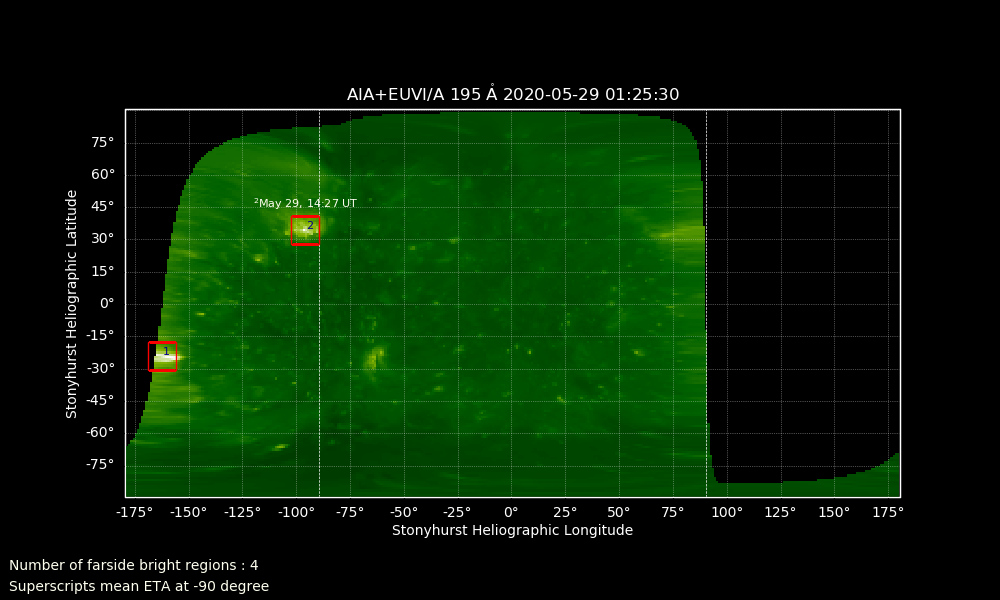 AIA+EUVI/A 195 Å 2020-05-29 01:25:30
75°
60°
²May 29, 14:27 UT
45°
2
30°
15°
0°
-15°
1
-30°
-45°
-60°
-75°
Stonyhurst Heliographic Latitude
-175° -150° -125° -100° -75° -50° -25° 0° 25° 50° 75° 100° 125° 150° 175°
Stonyhurst Heliographic Longitude
Number of farside bright regions : 4
Superscripts mean ETA at -90 degree